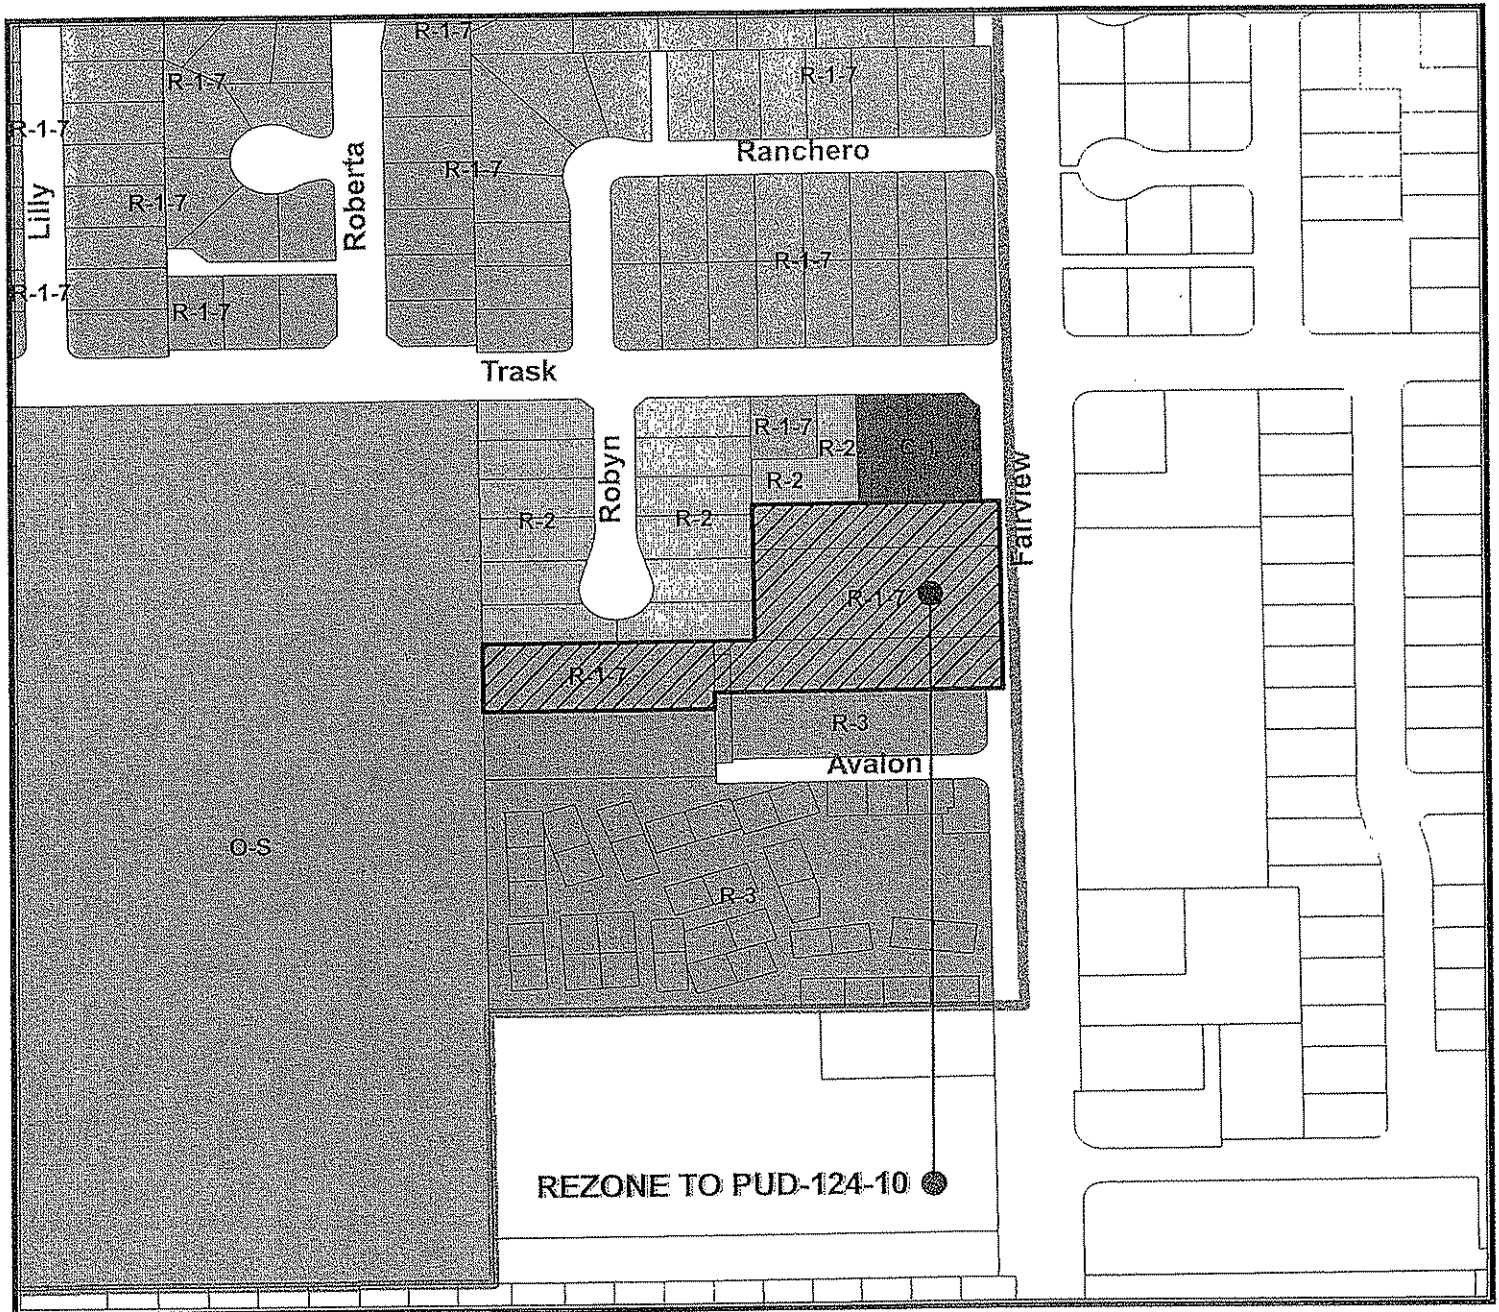 R-1-7
R-1-7
R-1-7
R-1-7
Ranchero
Roberta
R-1-7
R-1-7
Lilly
R-1-7
R-1-7
R-1-7
Trask
R-1-7
R-2
R-2
Robyn
R-2
R-2
Fairview
R-1-7
R-1-7
R-3
Avalon
O-S
R-3
REZONE TO PUD-124-10